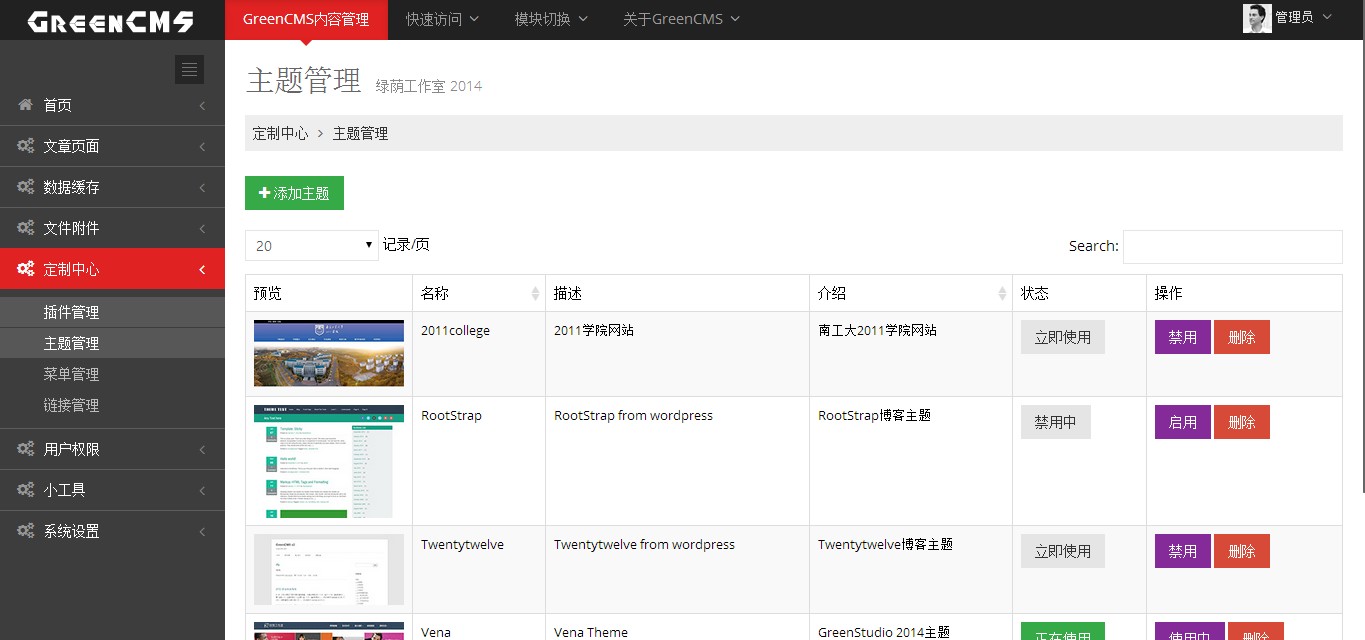 GREENCMS
GreenCMS内容管理 快速访问 模块切换 关于GreenCMS 管理员
首页
文章页面
数据缓存
文件附件
定制中心
插件管理
主题管理
菜单管理
链接管理
用户权限
小工具
系统设置
主题管理 绿荫工作室 2014
定制中心 > 主题管理
添加主题
20 记录/页 Search:
预览 名称 描述 介绍 状态 操作
2011college 2011学院网站 南工大2011学院网站 立即使用 禁用 删除
RootStrap RootStrap from wordpress RootStrap博客主题 禁用中 启用 删除
Twentytwelve Twentytwelve from wordpress Twentytwelve博客主题 立即使用 禁用 删除
Vena Vena Theme GreenStudio 2014主题 正在使用 使用中 删除